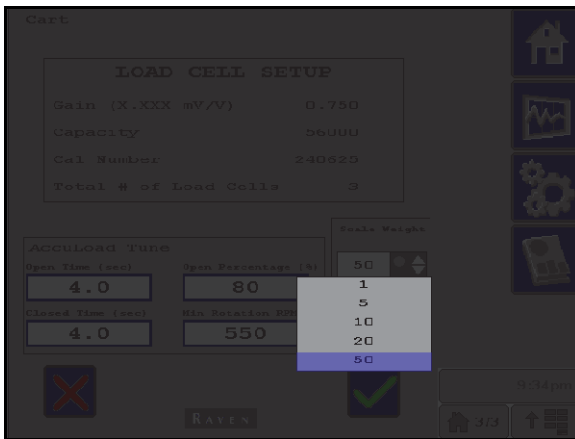 Cart
LOAD CELL SETUP
Gain (X.XXX mV/V) 0.750
Capacity 56000
Cal Number 240625
Total # of Load Cells 3
Scale Weight
50
AccuLoad Tune
Open Time (sec) Open Percentage (%)
4.0 80
Closed Time (sec) Min Rotation RPM
4.0 550
1
5
10
20
50
RAVEN
9:34pm
3/3